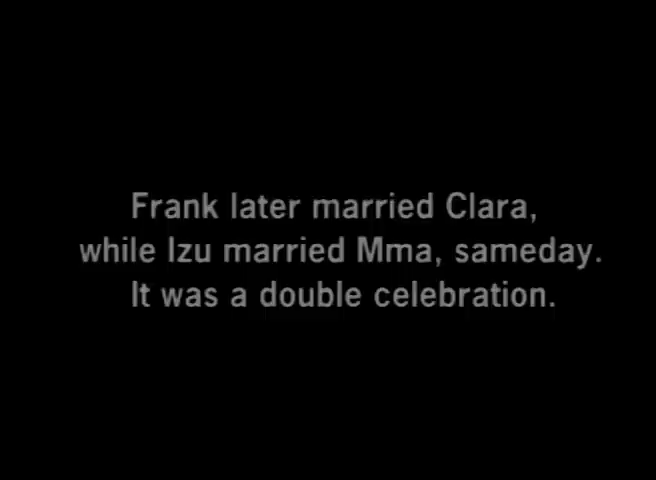 Frank later married Clara,
while Izu married Mma, sameday.
It was a double celebration.